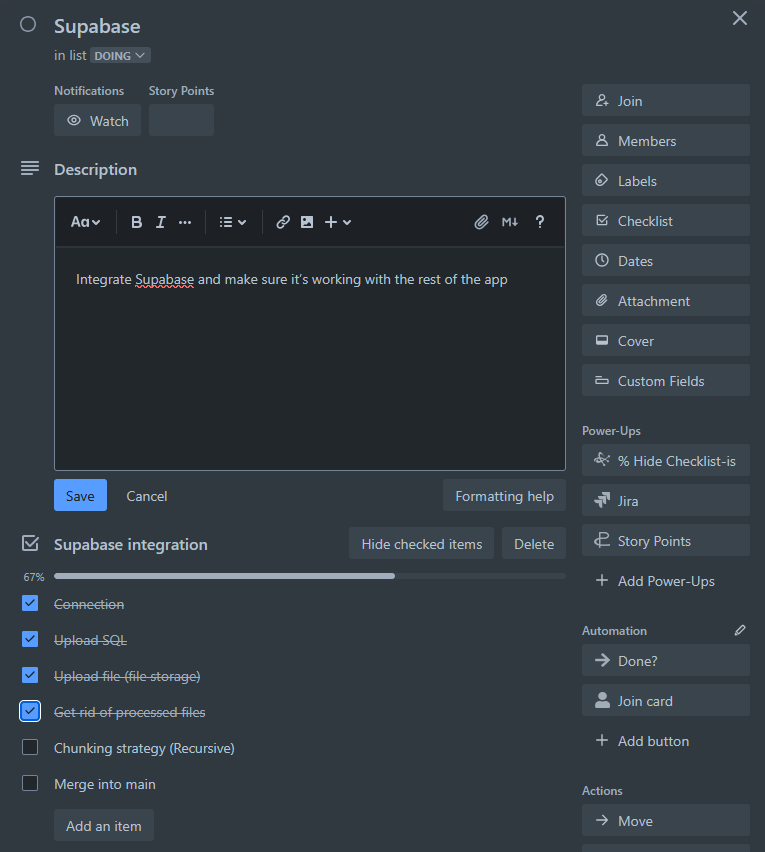 Supabase
in list DOING
Notifications Story Points
Watch
Description
Aa B I ... M↓ ?
Integrate Supabase and make sure it's working with the rest of the app
Save Cancel Formatting help
Supabase integration Hide checked items Delete
67%
Connection
Upload SQL
Upload file (file storage)
Get rid of processed files
Chunking strategy (Recursive)
Merge into main
Add an item
Join
Members
Labels
Checklist
Dates
Attachment
Cover
Custom Fields
Power-Ups
% Hide Checklist-is
Jira
Story Points
Add Power-Ups
Automation
Done?
Join card
Add button
Actions
Move